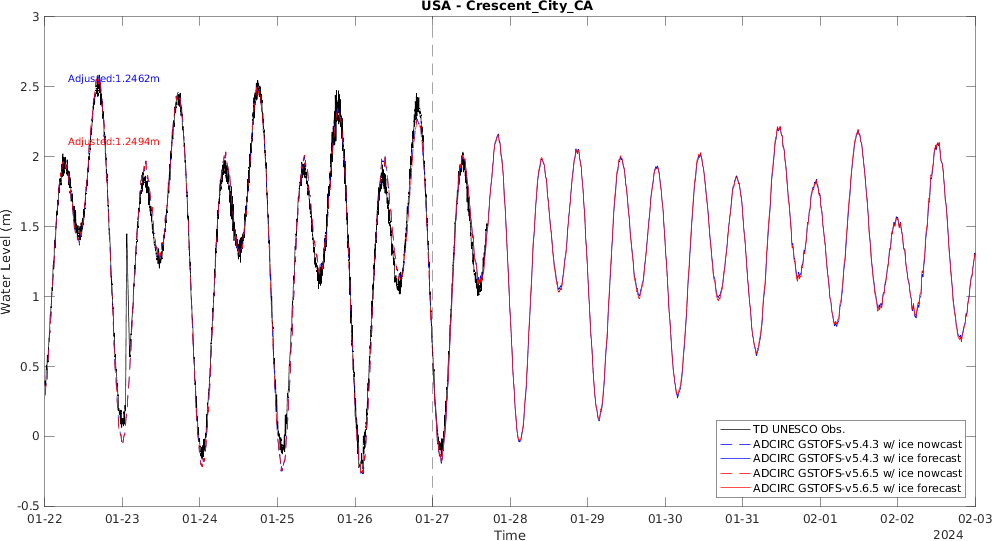 USA - Crescent_City_CA
3
2.5
2
1.5
1
0.5
0
-0.5
Water Level (m)
Adjusted:1.2462m
Adjusted:1.2494m
TD UNESCO Obs.
ADCIRC GSTOFS-v5.4.3 w/ ice nowcast
ADCIRC GSTOFS-v5.4.3 w/ ice forecast
ADCIRC GSTOFS-v5.6.5 w/ ice nowcast
ADCIRC GSTOFS-v5.6.5 w/ ice forecast
01-22 01-23 01-24 01-25 01-26 01-27 01-28 01-29 01-30 01-31 02-01 02-02 02-03
Time
2024